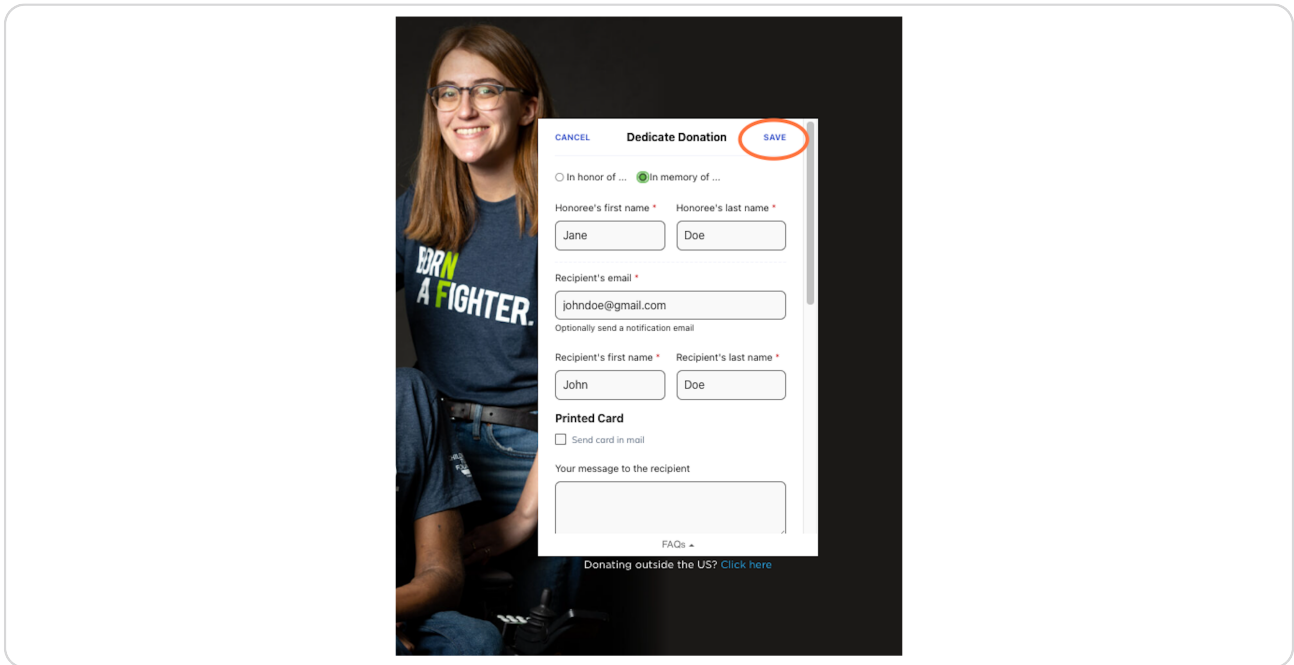 BORN
A FIGHTER.
CANCEL Dedicate Donation SAVE
In honor of ... In memory of ...
Honoree's first name * Honoree's last name *
Jane Doe
Recipient's email *
johndoe@gmail.com
Optionally send a notification email
Recipient's first name * Recipient's last name *
John Doe
Printed Card
Send card in mail
Your message to the recipient
FAQs
Donating outside the US? Click here